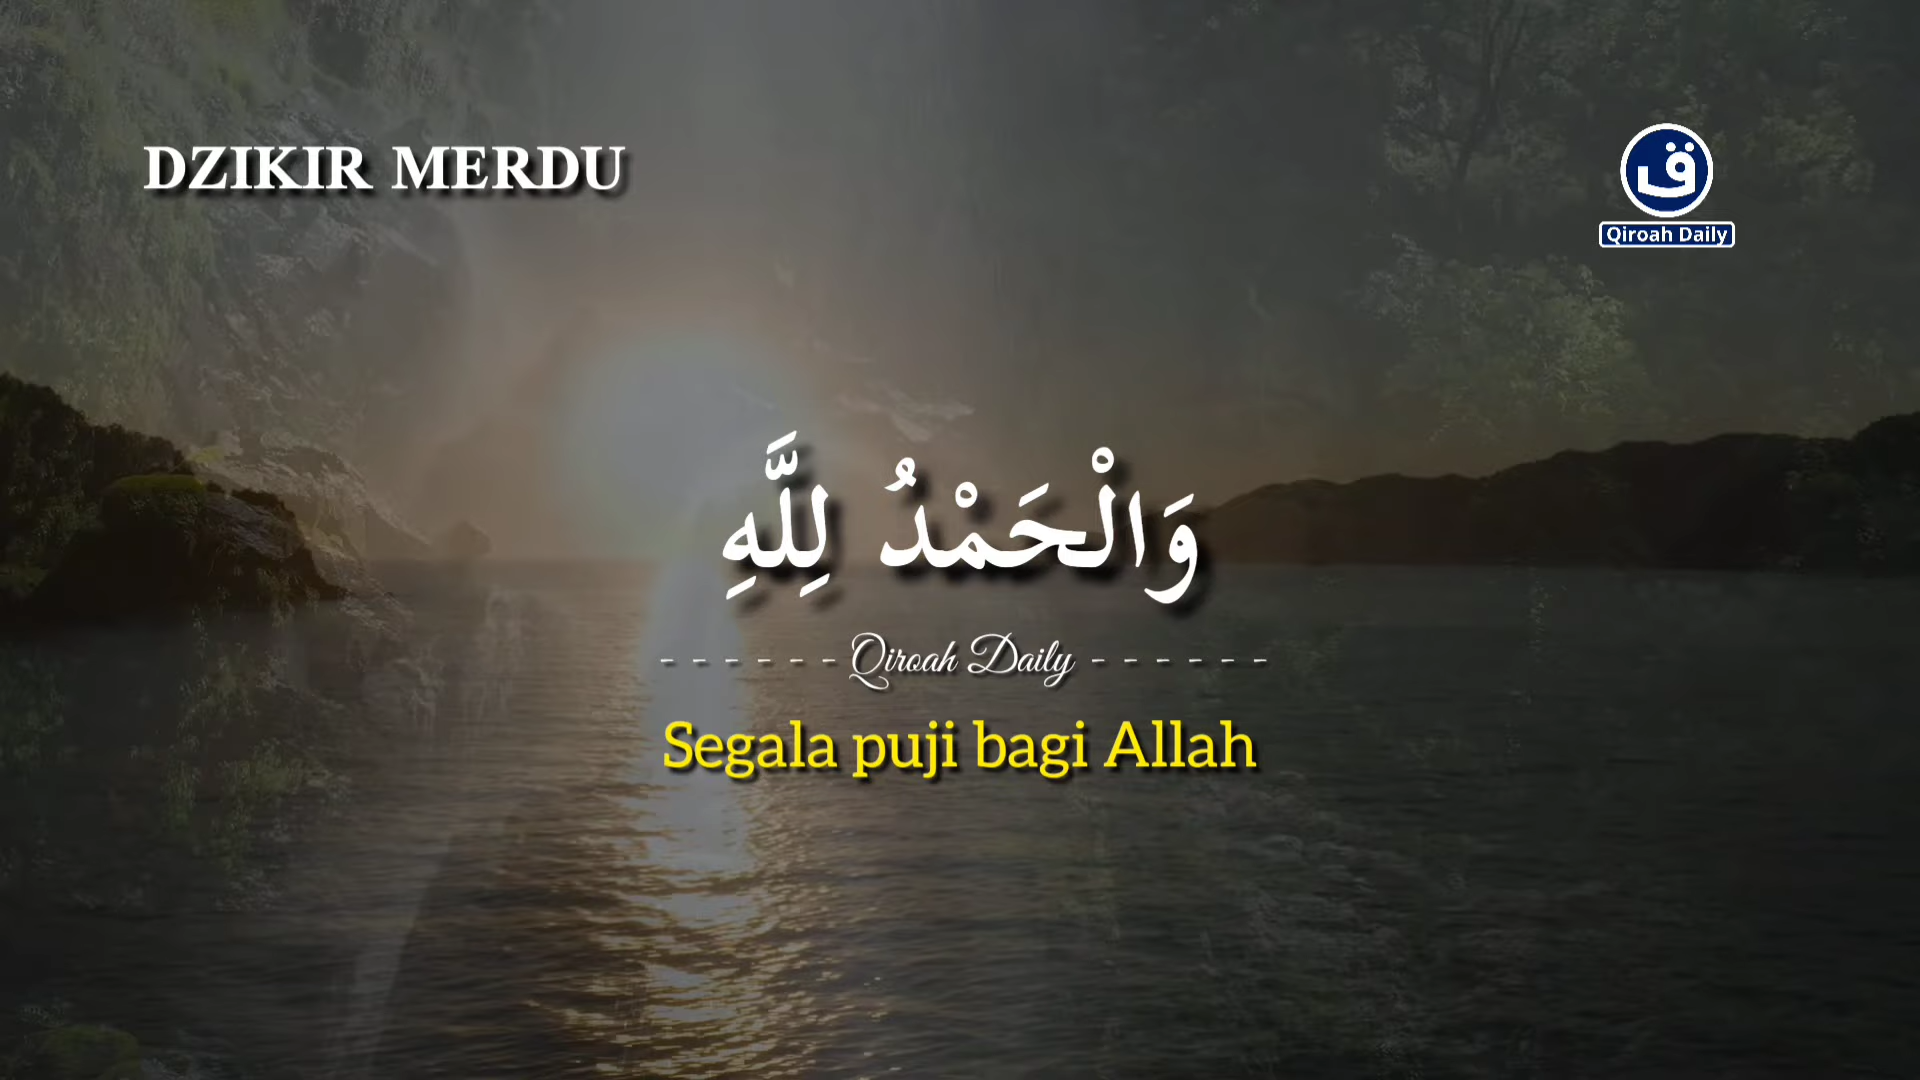 DZIKIR MERDU
ق
Qiroah Daily
وَالْحَمْدُ لِلَّهِ
- - - - - - Qiroah Daily - - - - - -
Segala puji bagi Allah